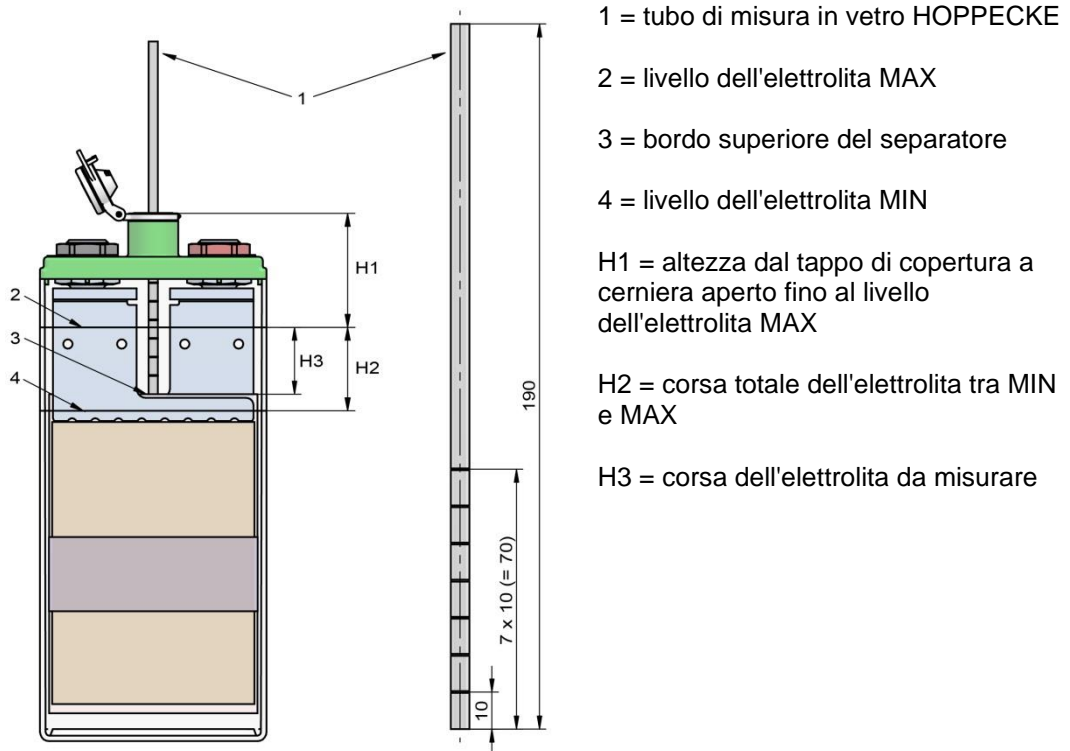 1
2
3
4
H1
H3
H2
190
7 x 10 (= 70)
10
1 = tubo di misura in vetro HOPPECKE
2 = livello dell'elettrolita MAX
3 = bordo superiore del separatore
4 = livello dell'elettrolita MIN
H1 = altezza dal tappo di copertura a
cerniera aperto fino al livello
dell'elettrolita MAX
H2 = corsa totale dell'elettrolita tra MIN
e MAX
H3 = corsa dell'elettrolita da misurare